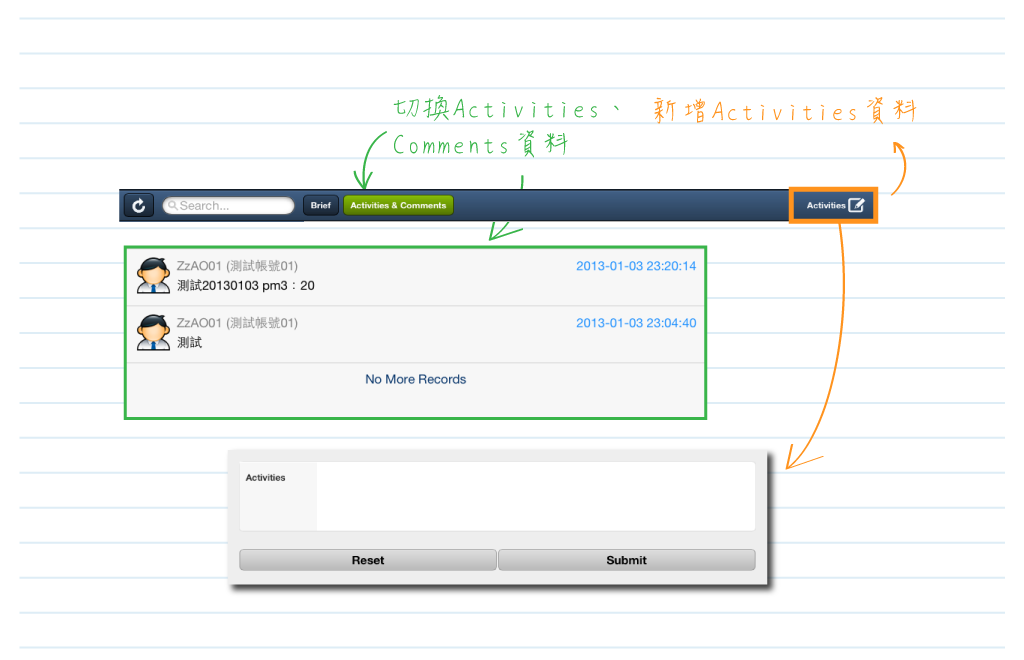 切換Activities、
Comments資料
新增Activities資料
Search...
Brief
Activities & Comments
Activities
ZzAO01 (測試帳號01)
2013-01-03 23:20:14
測試20130103 pm3：20
ZzAO01 (測試帳號01)
2013-01-03 23:04:40
測試
No More Records
Activities
Reset
Submit